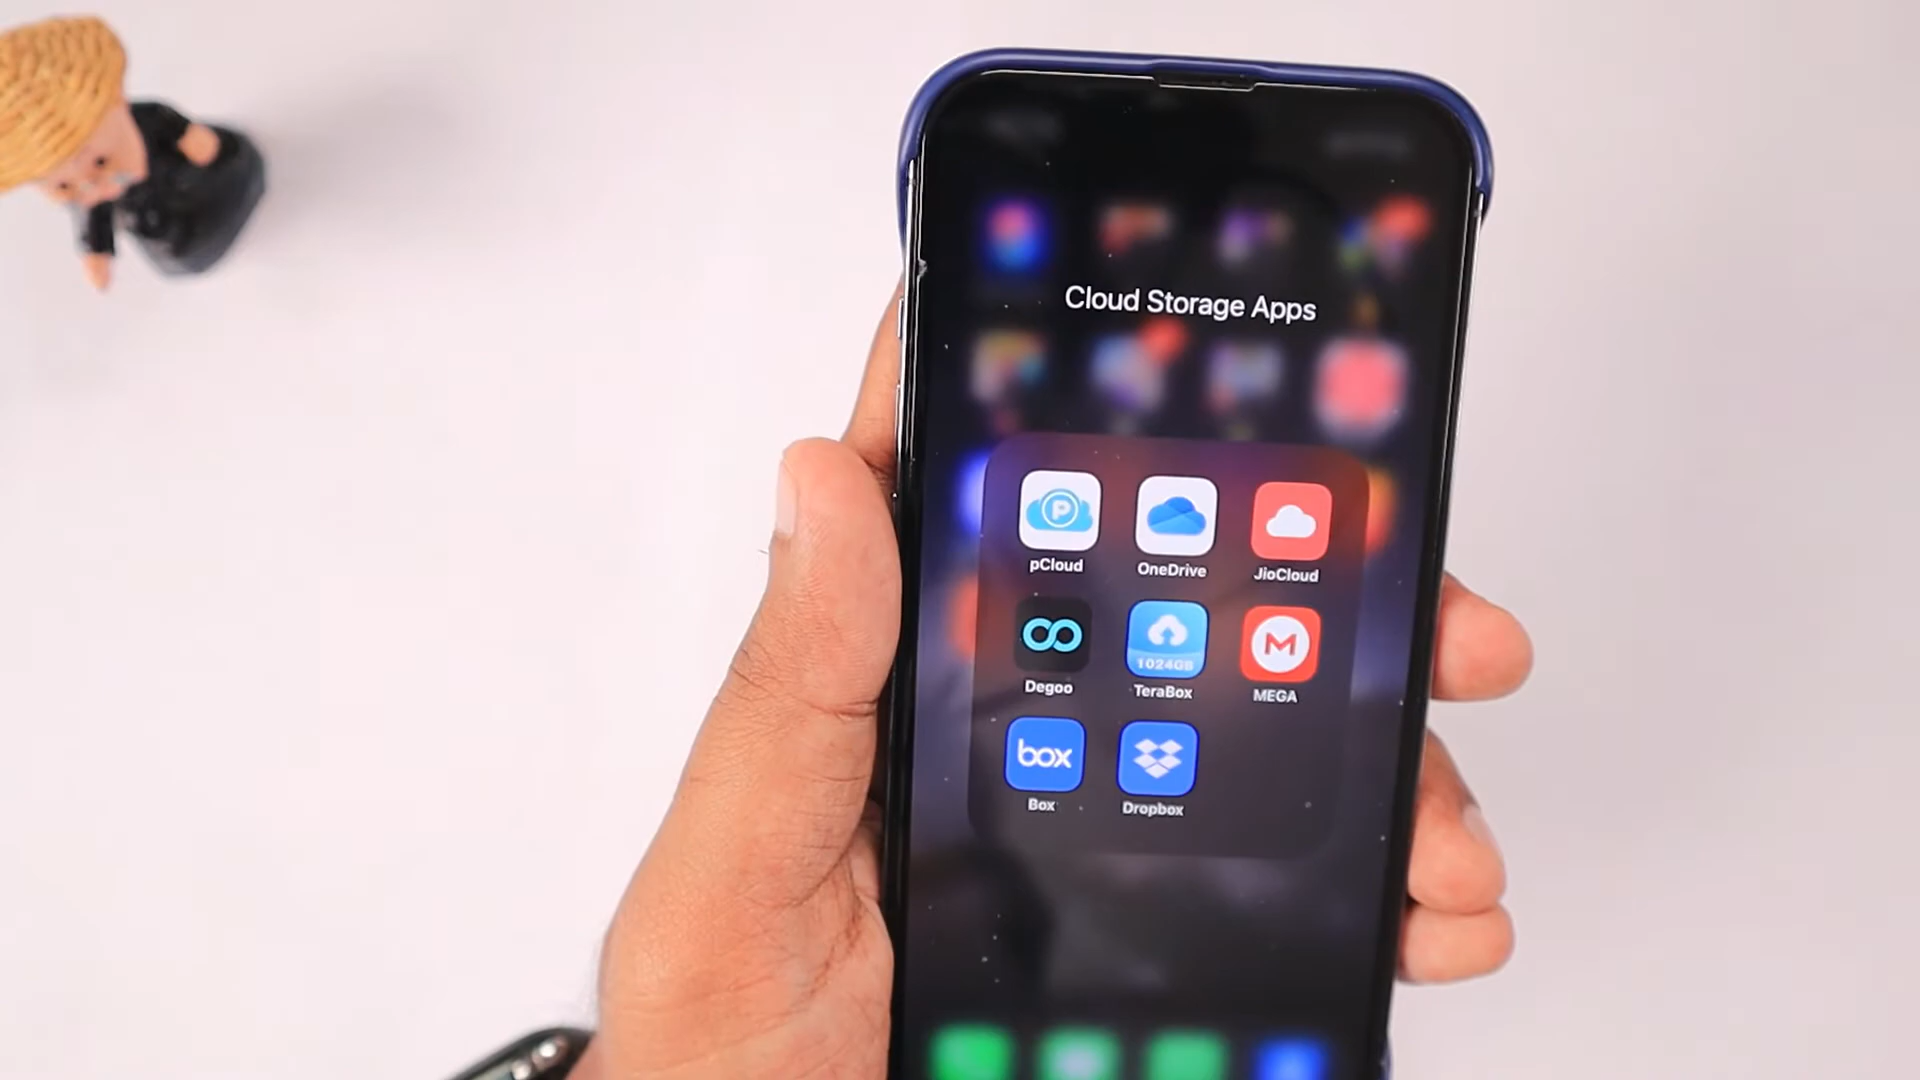 Cloud Storage Apps
P
pCloud
OneDrive
JioCloud
1024GB
Degoo
TeraBox
M
MEGA
box
Box
Dropbox